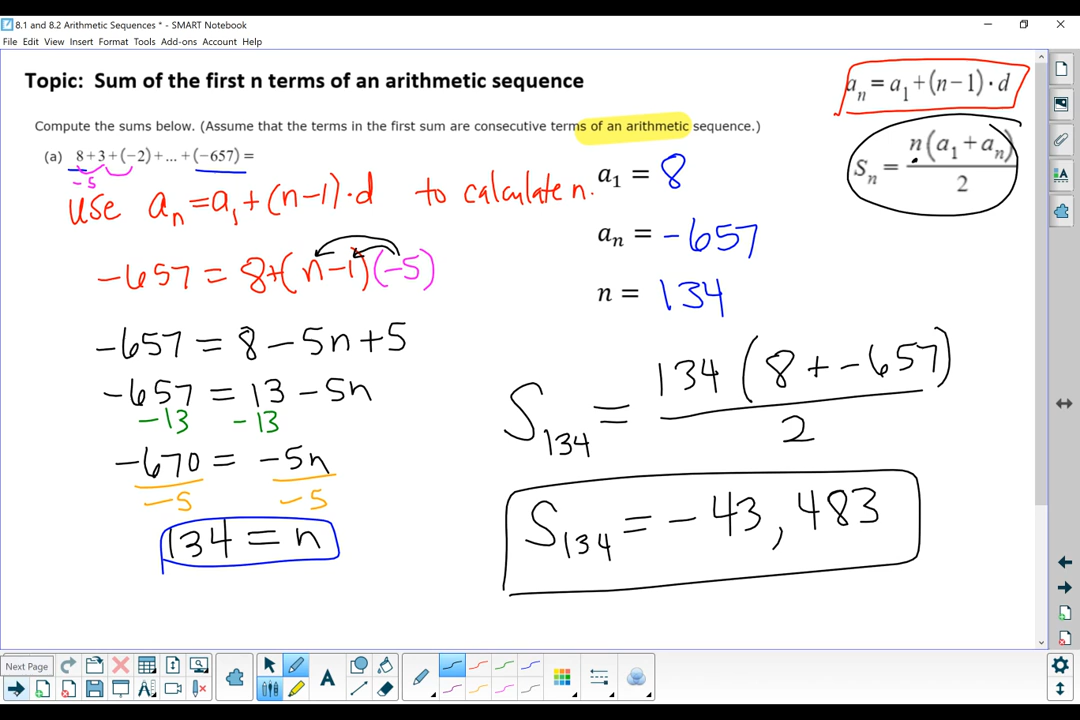 8.1 and 8.2 Arithmetic Sequences * - SMART Notebook
File Edit View Insert Format Tools Add-ons Account Help
Topic: Sum of the first n terms of an arithmetic sequence
aₙ = a₁ + (n−1)·d
Compute the sums below. (Assume that the terms in the first sum are consecutive terms of an arithmetic sequence.)
Sₙ = n(a₁ + aₙ) / 2
(a) 8+3+(−2)+...+(−657)=
−5
use aₙ = a₁ + (n−1)·d to calculate n.
a₁ = 8
aₙ = −657
n = 134
−657 = 8+(n−1)(−5)
−657 = 8 − 5n + 5
−657 = 13 − 5n
−13 −13
−670 = −5n
−5 −5
134 = n
S₁₃₄ = 134 (8 + −657) / 2
S₁₃₄ = −43,483
Next Page
A